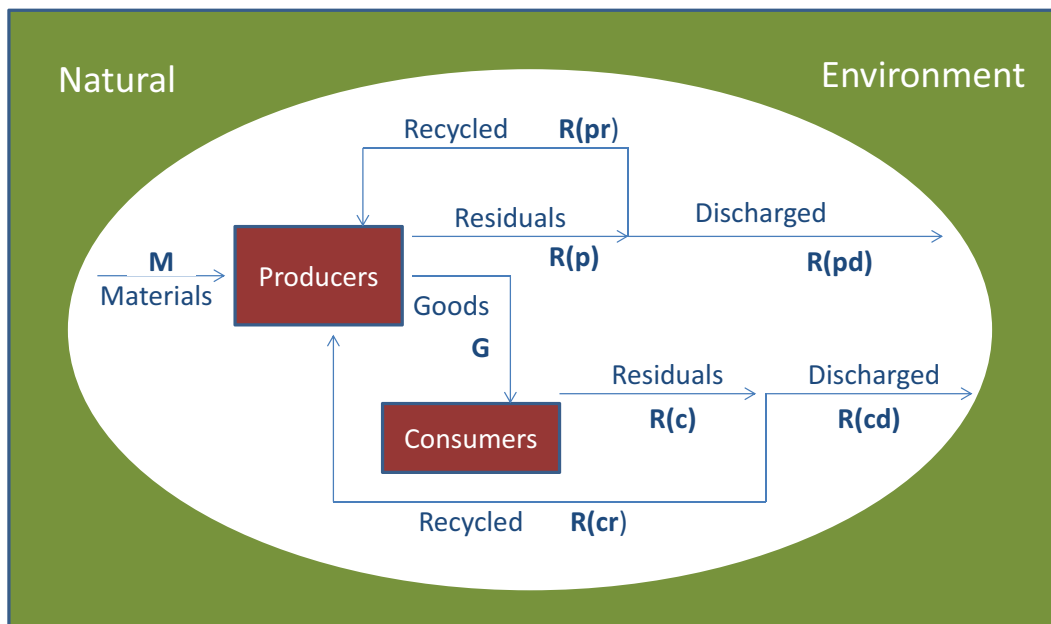 Natural
Environment
Recycled R(pr)
Residuals
Discharged
R(p)
R(pd)
M
Materials
Producers
Goods
G
Residuals
Discharged
R(c)
R(cd)
Consumers
Recycled R(cr)